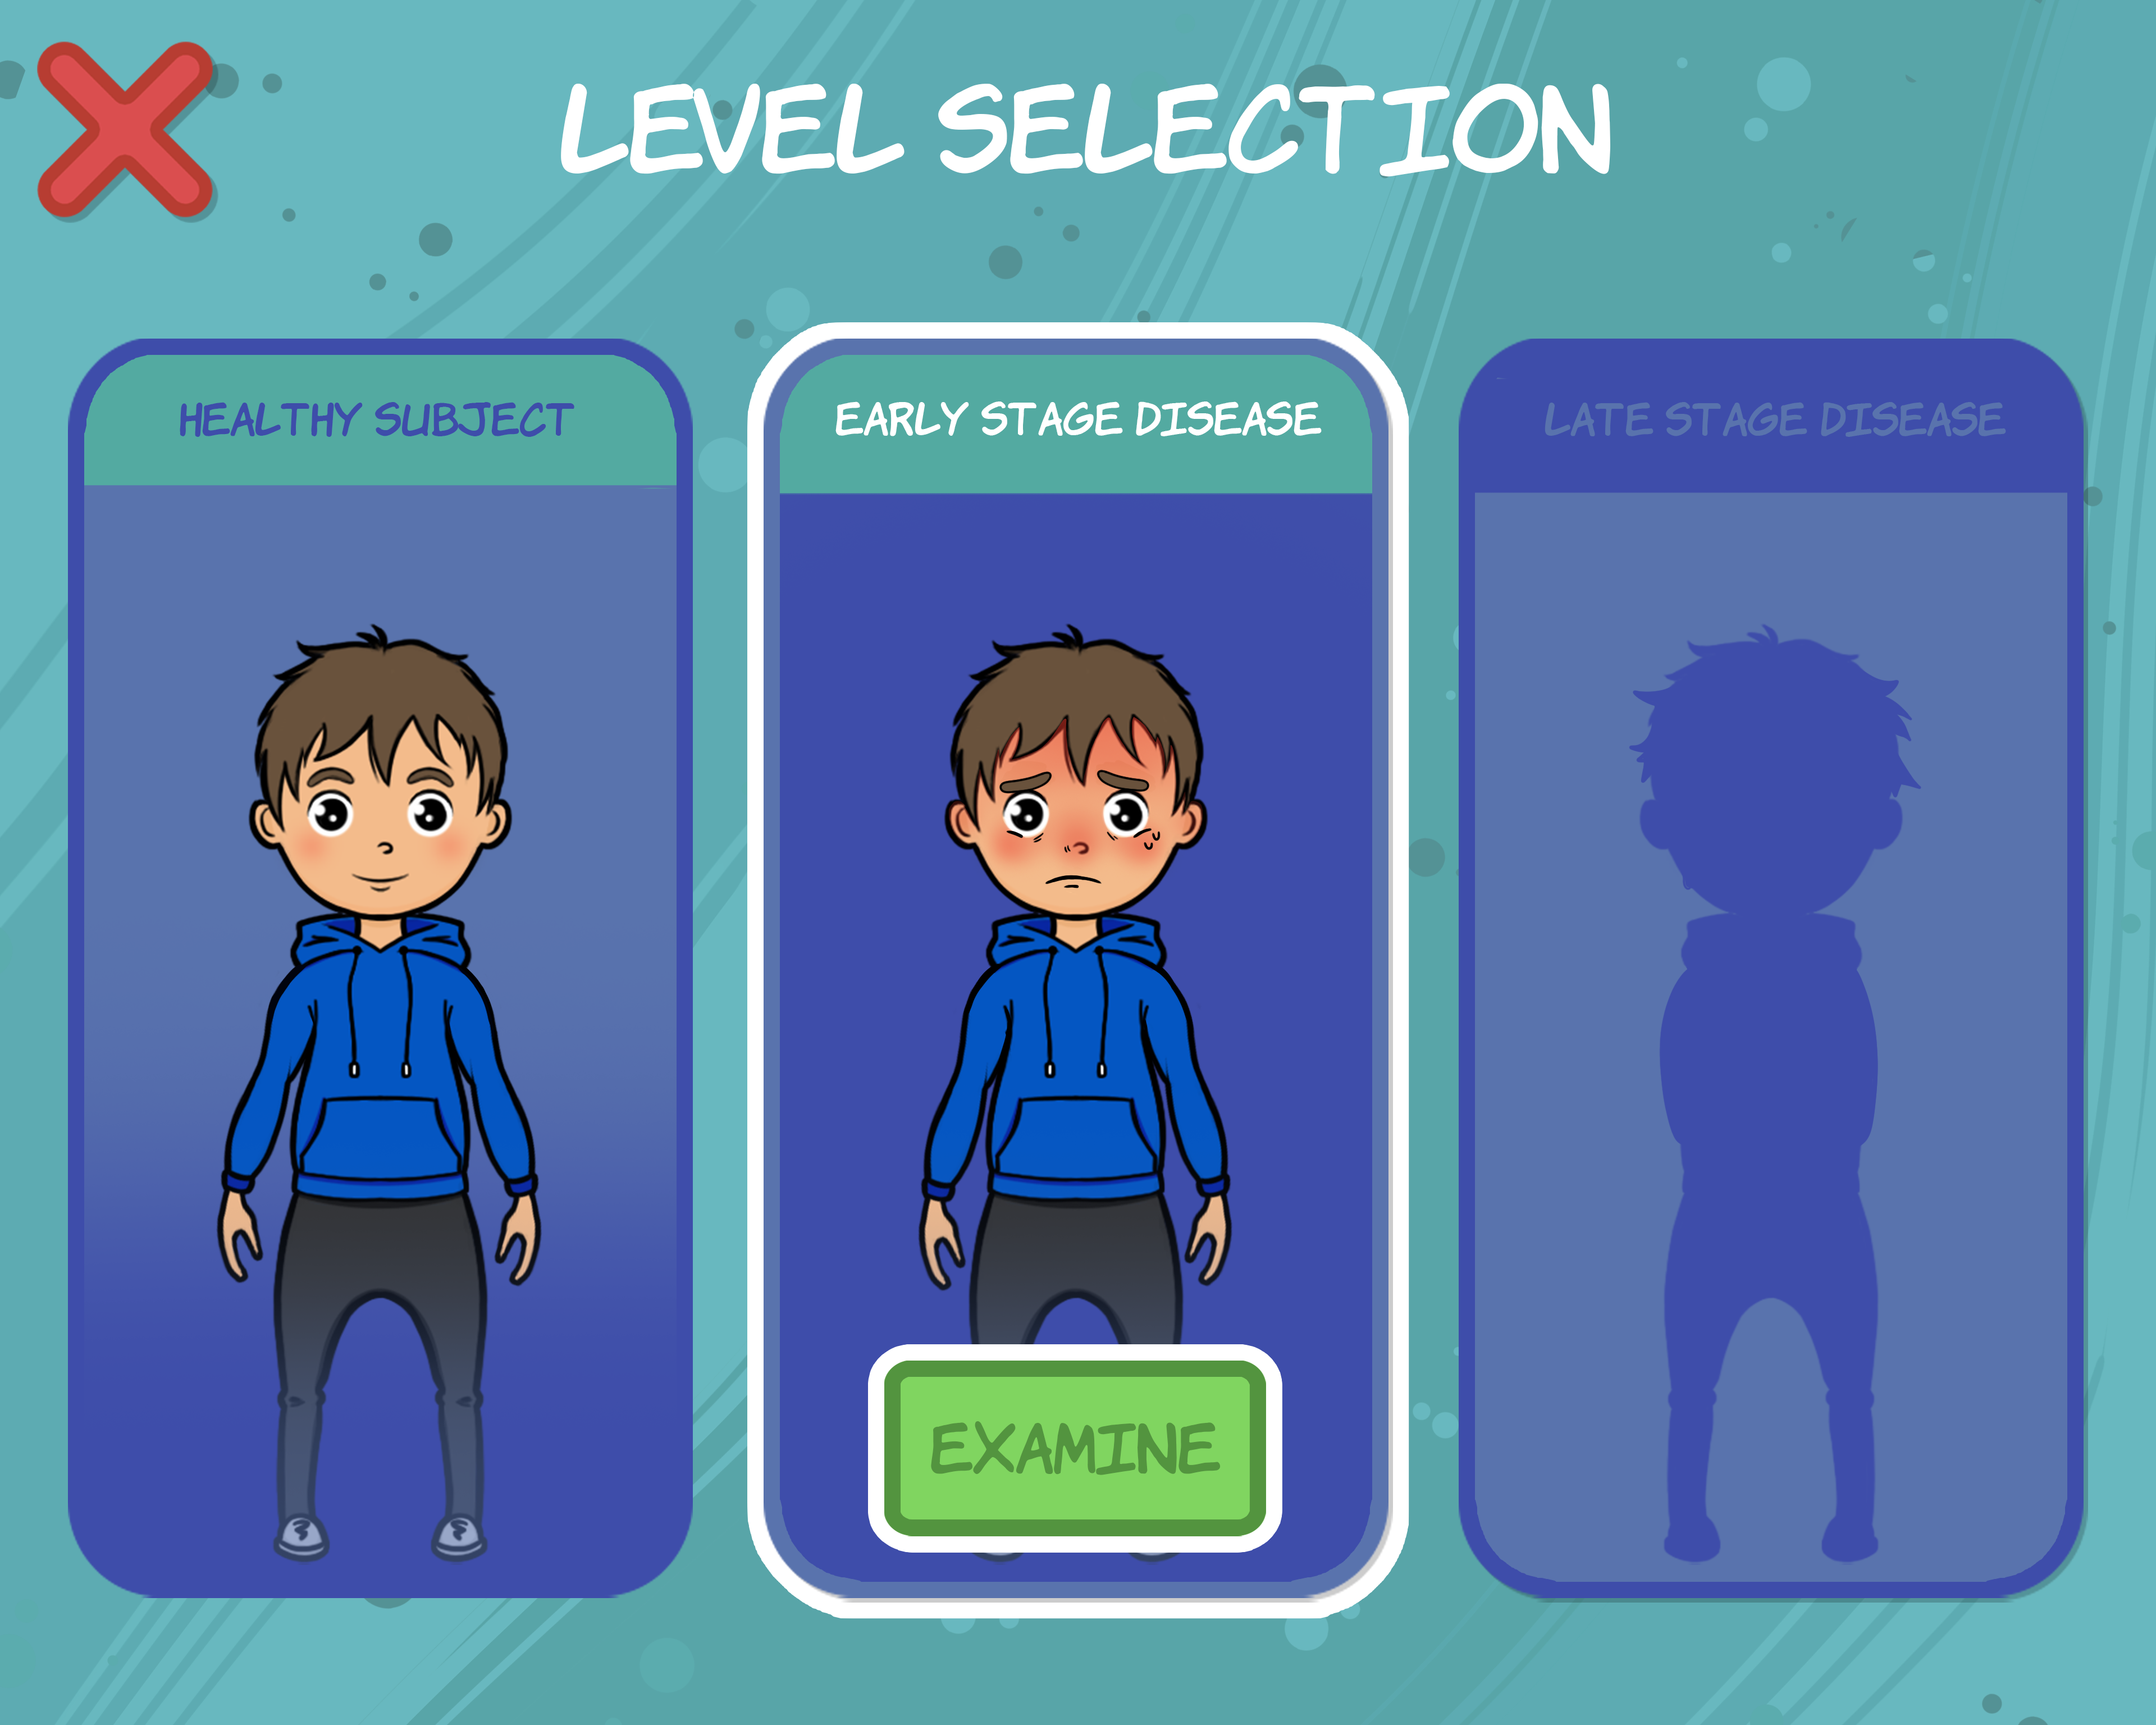 LEVEL SELECTION
HEALTHY SUBJECT
EARLY STAGE DISEASE
LATE STAGE DISEASE
EXAMINE